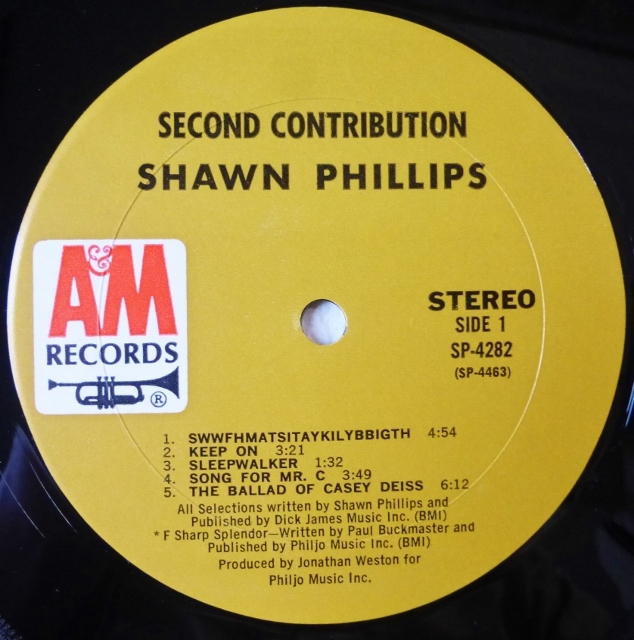 SECOND CONTRIBUTION
SHAWN PHILLIPS
A&M
RECORDS
®
STEREO
SIDE 1
SP-4282
(SP-4463)
1. SWWFHMATSITAYKILYBBIGTH 4:54
2. KEEP ON 3:21
3. SLEEPWALKER 1:32
4. SONG FOR MR. C 3:49
5. THE BALLAD OF CASEY DEISS 6:12
All Selections written by Shawn Phillips and
Published by Dick James Music Inc. (BMI)
* F Sharp Splendor—Written by Paul Buckmaster and
Published by Philjo Music Inc. (BMI)
Produced by Jonathan Weston for
Philjo Music Inc.